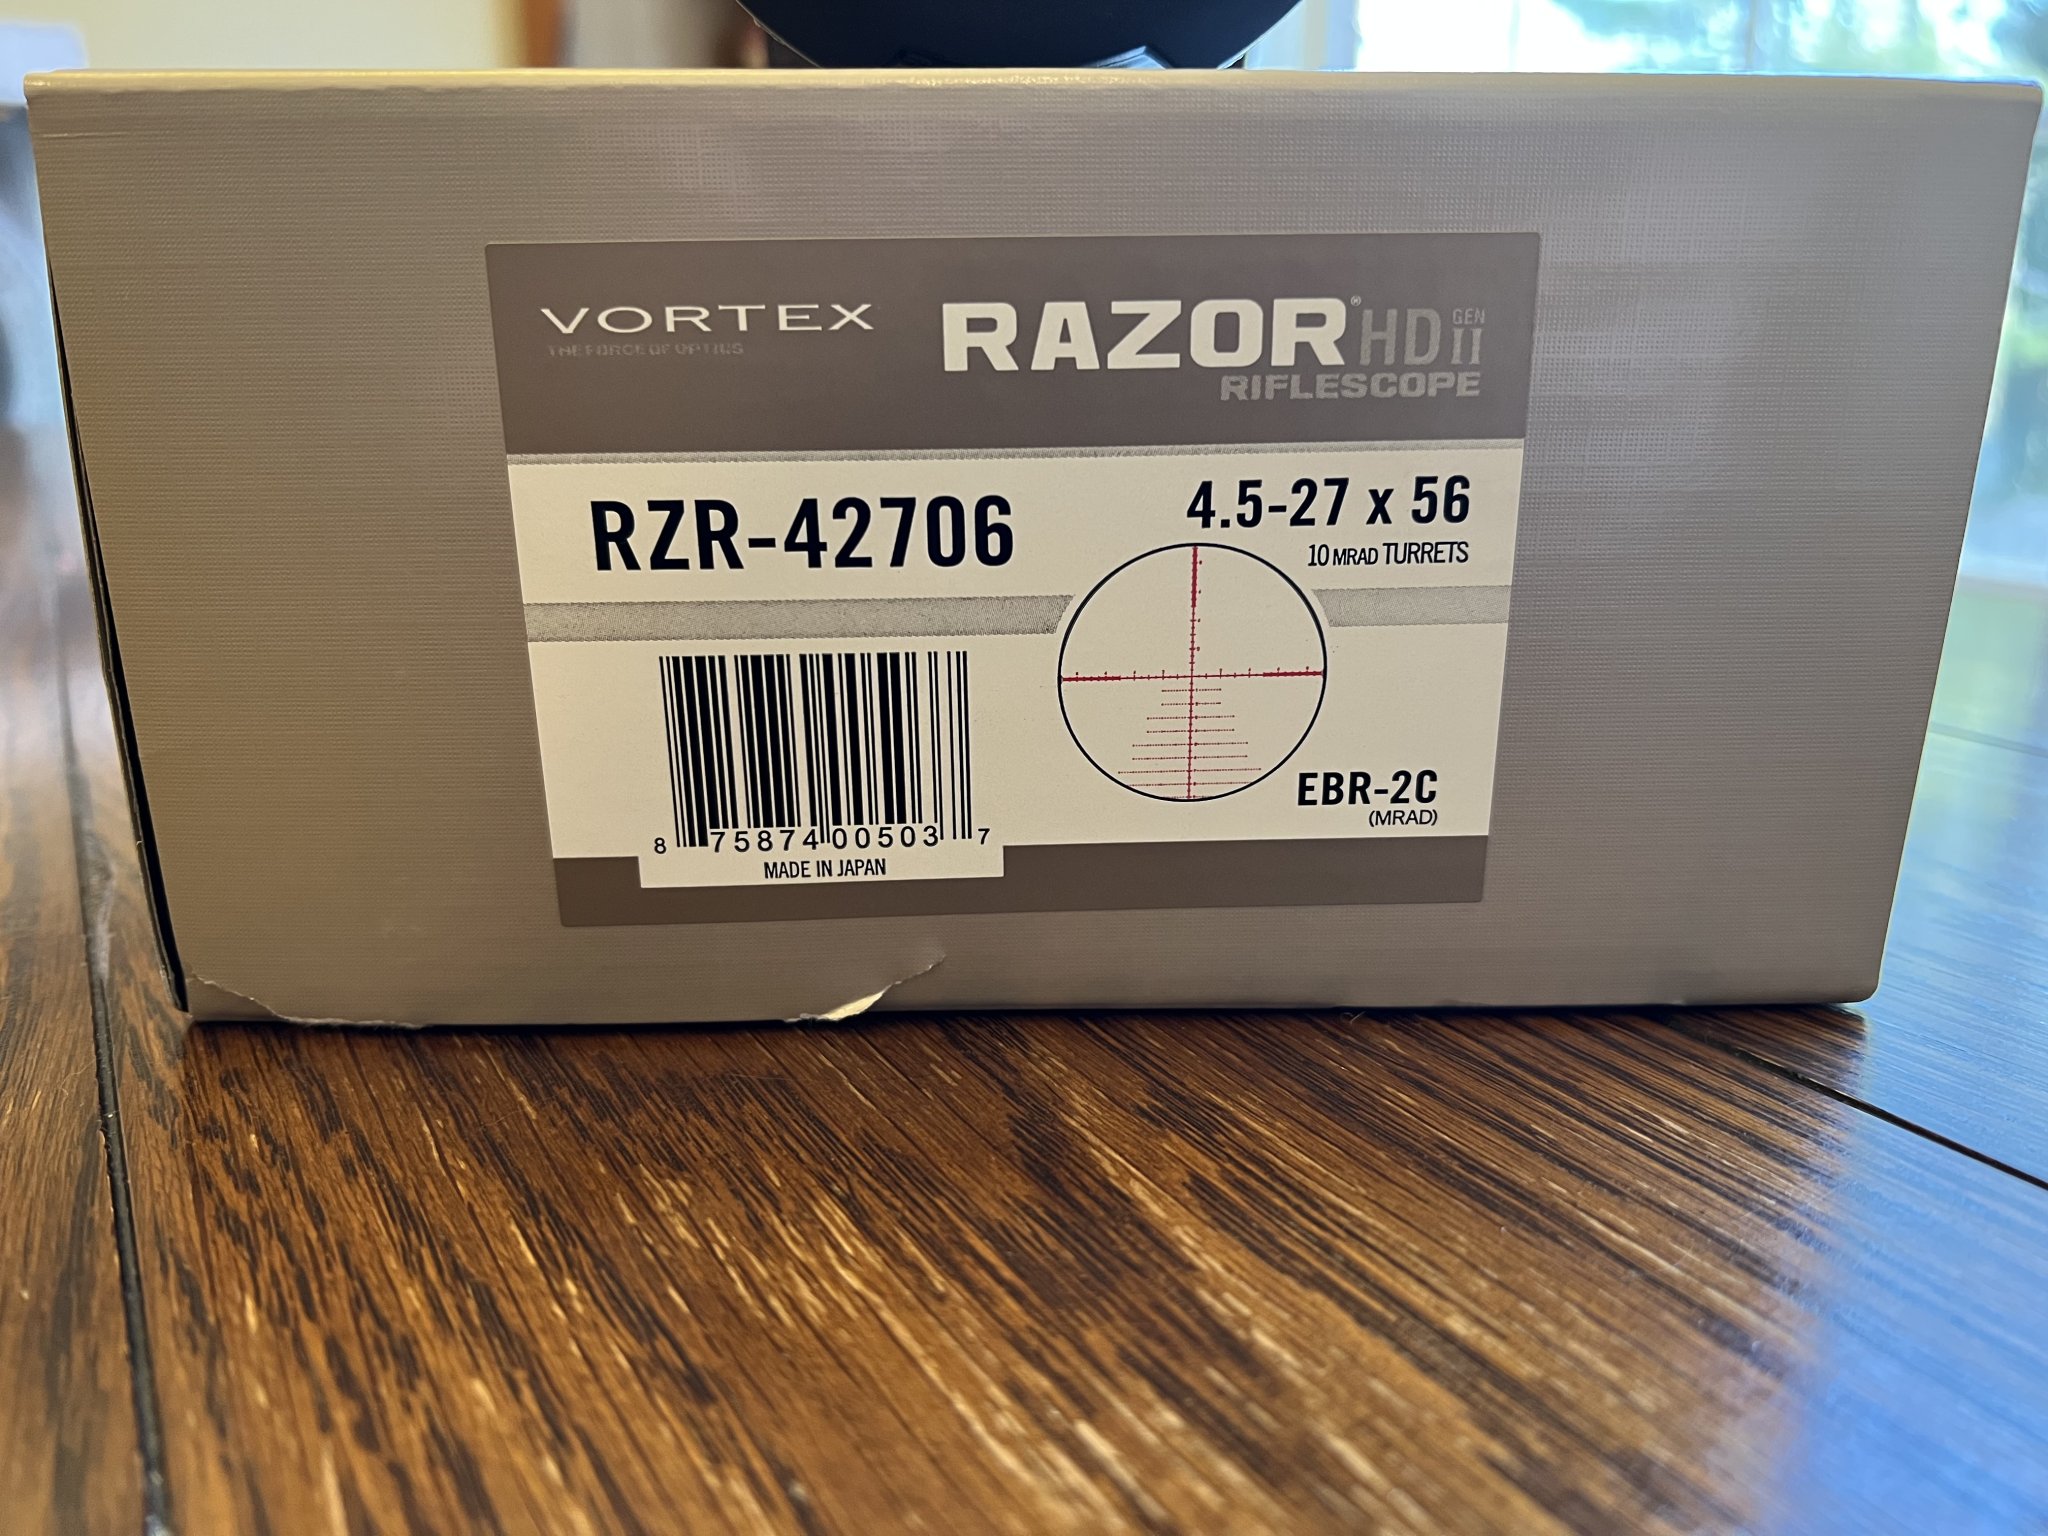 VORTEX
THE FORCE OF OPTICS
RAZOR® HD GEN II
RIFLESCOPE
RZR-42706
4.5-27 x 56
10 MRAD TURRETS
EBR-2C
(MRAD)
8 75874 00503 7
MADE IN JAPAN